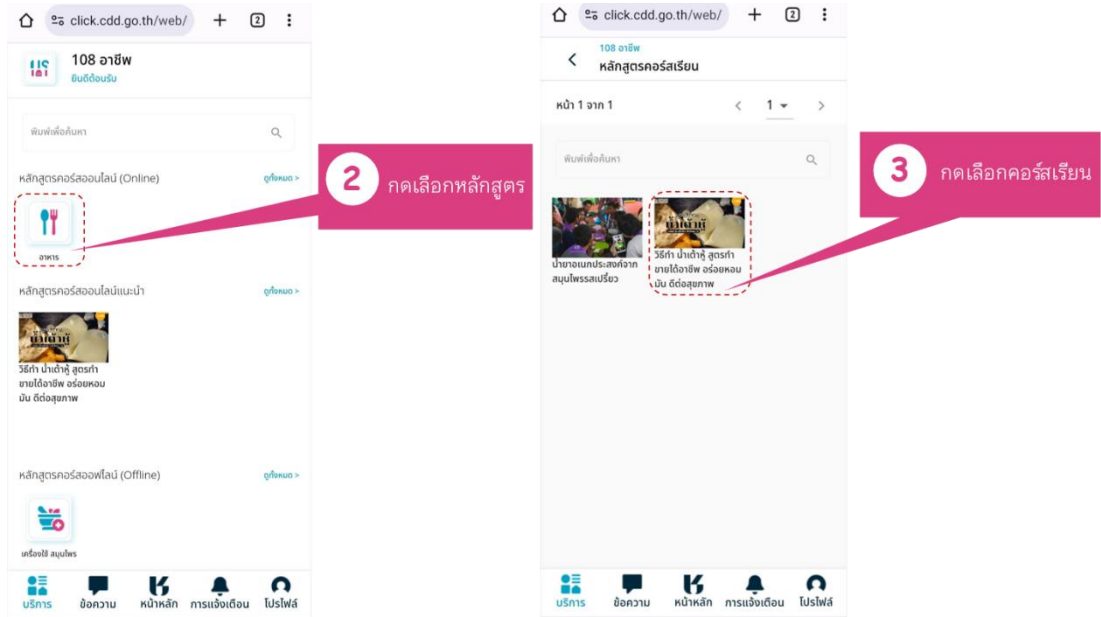 click.cdd.go.th/web/
2
108 อาชีพ
ยินดีต้อนรับ
พิมพ์เพื่อค้นหา
หลักสูตรคอร์สออนไลน์ (Online)
ดูทั้งหมด >
อาหาร
2 กดเลือกหลักสูตร
หลักสูตรคอร์สออนไลน์แนะนำ
ดูทั้งหมด >
น้ำเต้าหู้
วิธีทำ น้ำเต้าหู้ สูตรทำ
ขายได้อาชีพ อร่อยหอม
มัน ดีต่อสุขภาพ
หลักสูตรคอร์สออฟไลน์ (Offline)
ดูทั้งหมด >
เครื่องใช้ สมุนไพร
บริการ ข้อความ หน้าหลัก การแจ้งเตือน โปรไฟล์
click.cdd.go.th/web/
2
108 อาชีพ
หลักสูตรคอร์สเรียน
หน้า 1 จาก 1
< 1 >
พิมพ์เพื่อค้นหา
3 กดเลือกคอร์สเรียน
น้ำยาอเนกประสงค์จาก
สมุนไพรรสเปรี้ยว
น้ำเต้าหู้
วิธีทำ น้ำเต้าหู้ สูตรทำ
ขายได้อาชีพ อร่อยหอม
มัน ดีต่อสุขภาพ
บริการ ข้อความ หน้าหลัก การแจ้งเตือน โปรไฟล์